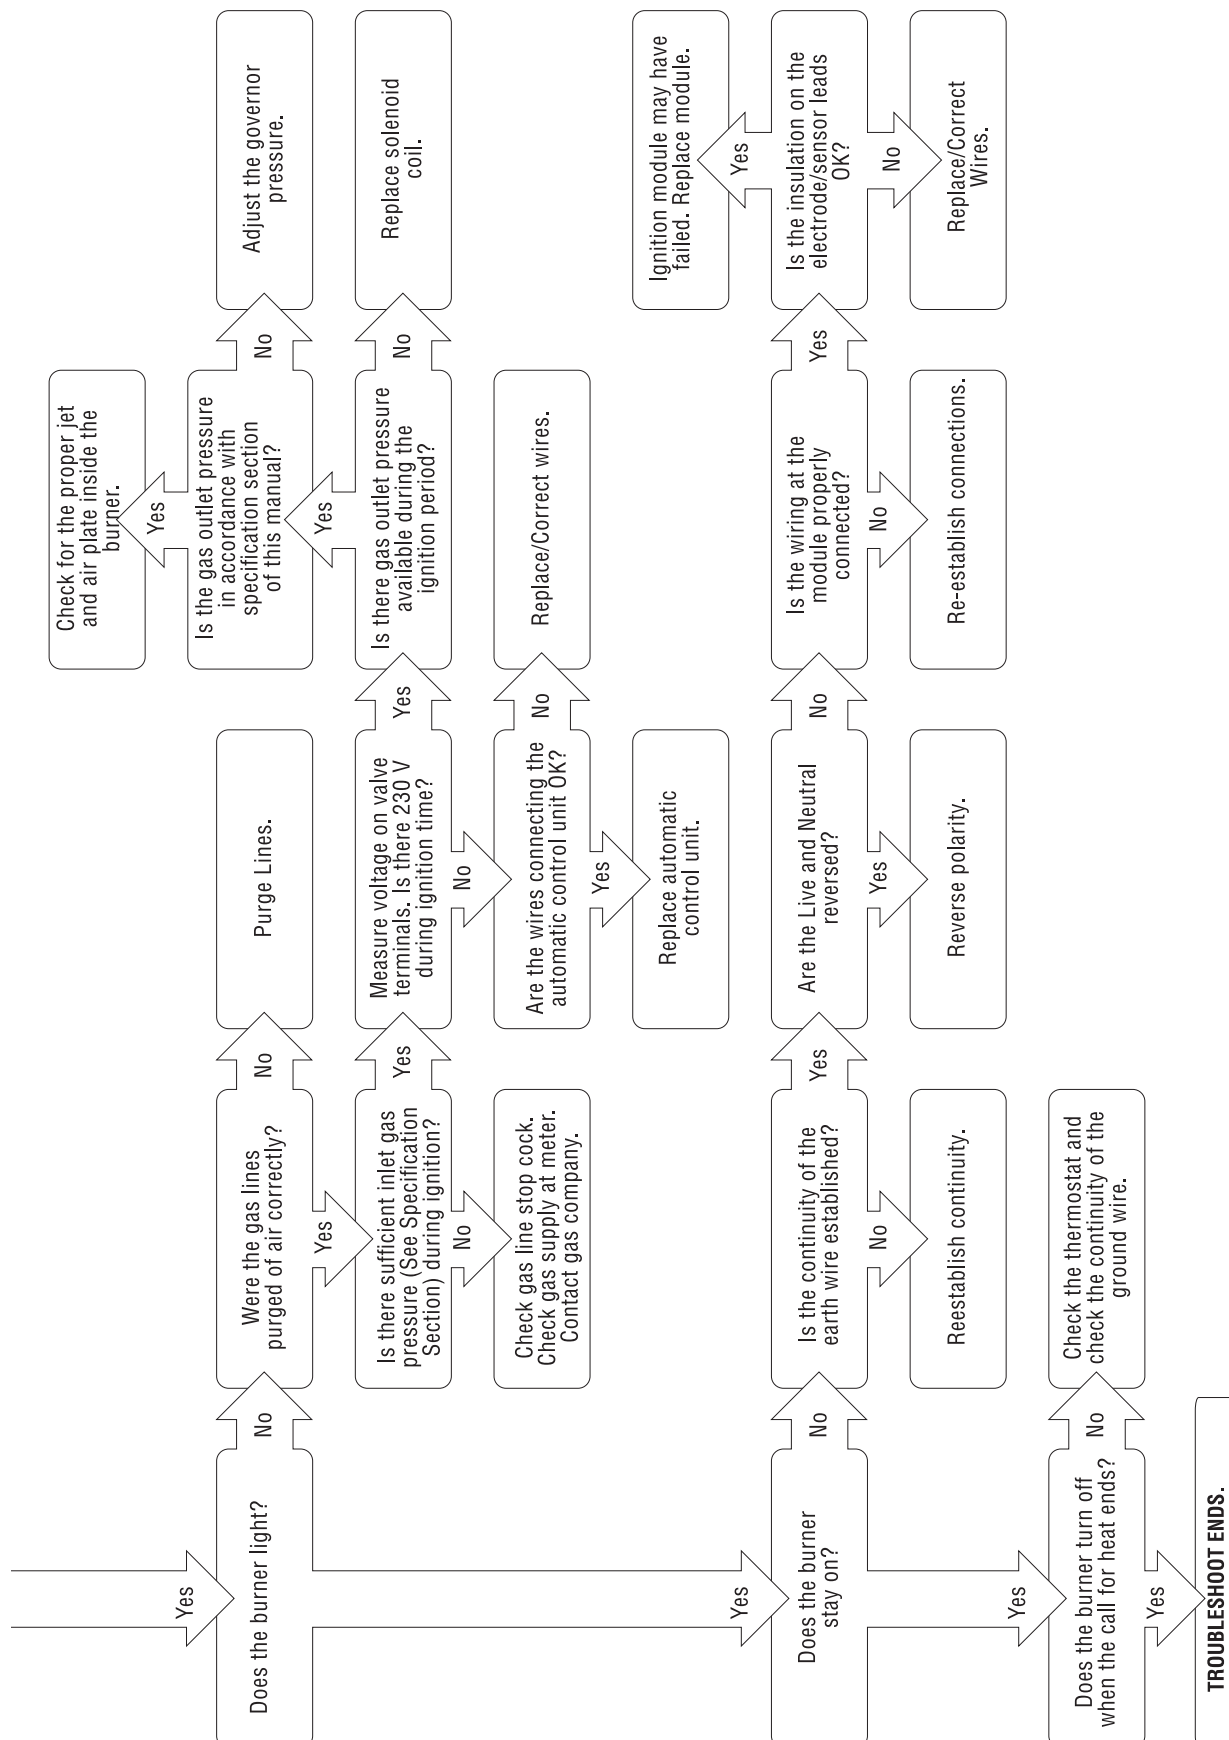 Yes
Does the burner light?
No
Were the gas lines
purged of air correctly?
No
Purge Lines.
Yes
Is there sufficient inlet gas
pressure (See Specification
Section) during ignition?
No
Check gas line stop cock.
Check gas supply at meter.
Contact gas company.
Yes
Measure voltage on valve
terminals. Is there 230 V
during ignition time?
No
Are the wires connecting the
automatic control unit OK?
No
Replace/Correct wires.
Yes
Replace automatic
control unit.
Yes
Is there gas outlet pressure
available during the
ignition period?
No
Replace solenoid
coil.
Yes
Is the gas outlet pressure
in accordance with
specification section
of this manual?
No
Adjust the governor
pressure.
Yes
Check for the proper jet
and air plate inside the
burner.
Yes
Does the burner
stay on?
No
Is the continuity of the
earth wire established?
No
Reestablish continuity.
Yes
Are the Live and Neutral
reversed?
Yes
Reverse polarity.
No
Is the wiring at the
module properly
connected?
No
Re-establish connections.
Yes
Is the insulation on the
electrode/sensor leads
OK?
Yes
Ignition module may have
failed. Replace module.
No
Replace/Correct
Wires.
Yes
Does the burner turn off
when the call for heat ends?
No
Check the thermostat and
check the continuity of the
ground wire.
Yes
TROUBLESHOOT ENDS.